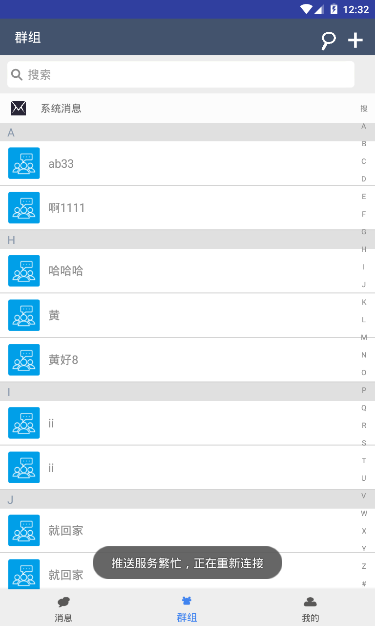 12:32
群组
搜索
系统消息
搜
A
A
B
C
D
E
F
G
H
I
J
K
L
M
N
O
P
Q
R
S
T
U
V
W
X
Y
Z
#
ab33
啊1111
H
哈哈哈
黄
黄好8
I
ii
ii
J
就回家
就回家
推送服务繁忙，正在重新连接
消息
群组
我的